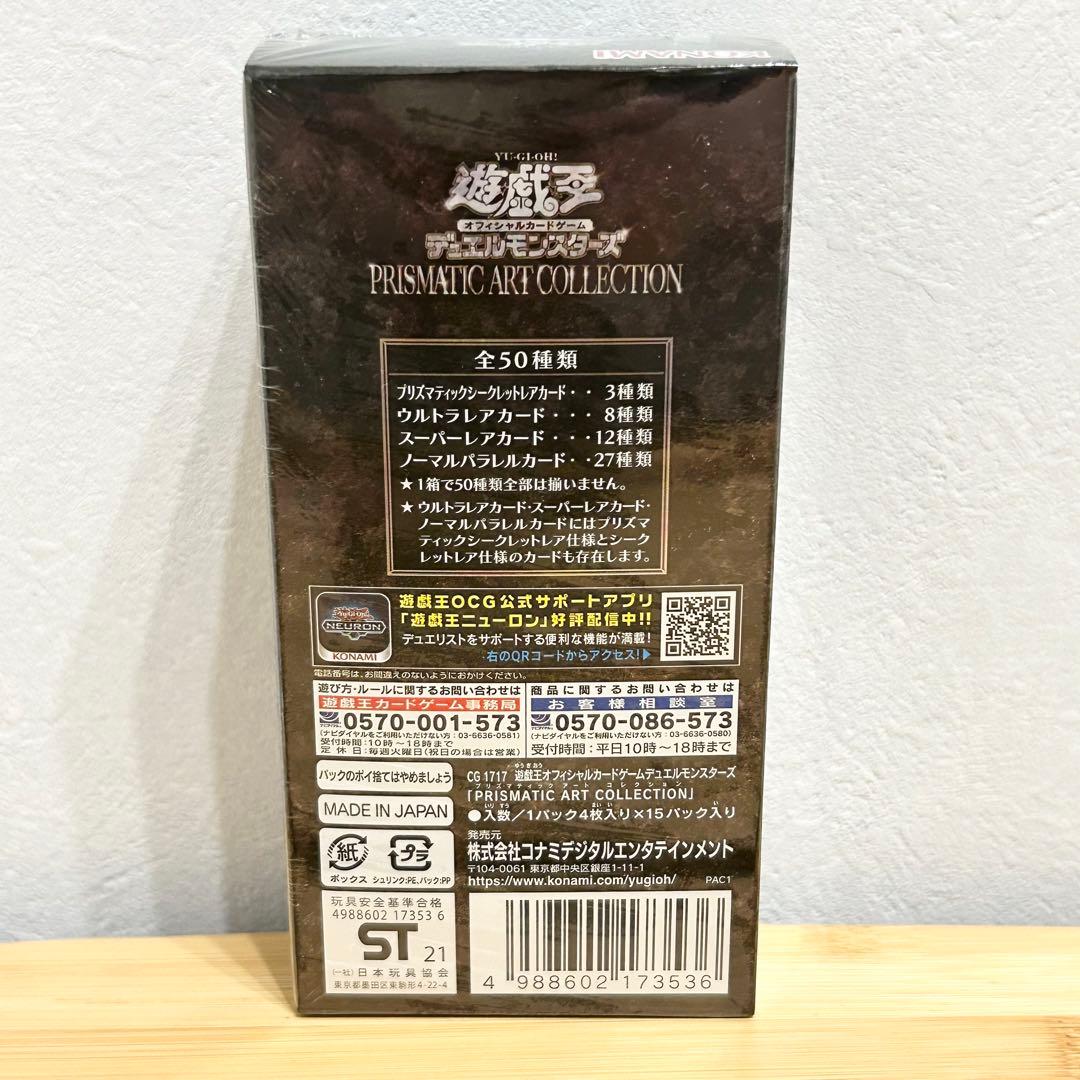 KONAMI
YU-GI-OH!
遊戯王
オフィシャルカードゲーム
デュエルモンスターズ
PRISMATIC ART COLLECTION
全50種類
プリズマティックシークレットレアカード・・ 3種類
ウルトラレアカード・・・ 8種類
スーパーレアカード・・・12種類
ノーマルパラレルカード・・27種類
★1箱で50種類全部は揃いません。
★ウルトラレアカード・スーパーレアカード・
ノーマルパラレルカードにはプリズマ
ティックシークレットレア仕様とシーク
レットレア仕様のカードも存在します。
Yu-Gi-Oh!
NEURON
KONAMI
遊戯王OCG公式サポートアプリ
「遊戯王ニューロン」好評配信中!!
デュエリストをサポートする便利な機能が満載!
右のQRコードからアクセス!▶
電話番号は、お間違えのないようにおかけください。
遊び方・ルールに関するお問い合わせは
遊戯王カードゲーム事務局
0570-001-573
(ナビダイヤルをご利用いただけない方:03-6636-0581)
受付時間:10時〜18時まで
定休日:毎週火曜日(祝日の場合は営業)
商品に関するお問い合わせは
お客様相談室
0570-086-573
(ナビダイヤルをご利用いただけない方:03-6636-0580)
受付時間:平日10時〜18時まで
パックのポイ捨てはやめましょう
MADE IN JAPAN
紙
ボックス
プラ
シュリンク:PE、パック:PP
CG 1717 遊戯王オフィシャルカードゲームデュエルモンスターズ
「PRISMATIC ART COLLECTION」
●入数/1パック4枚入り×15パック入り
発売元
株式会社コナミデジタルエンタテインメント
〒104-0061 東京都中央区銀座1-11-1
https://www.konami.com/yugioh/ PAC1
玩具安全基準合格
4988602 17353 6
ST 21
(一社)日本玩具協会
東京都墨田区東駒形4-22-4
4 988602 173536